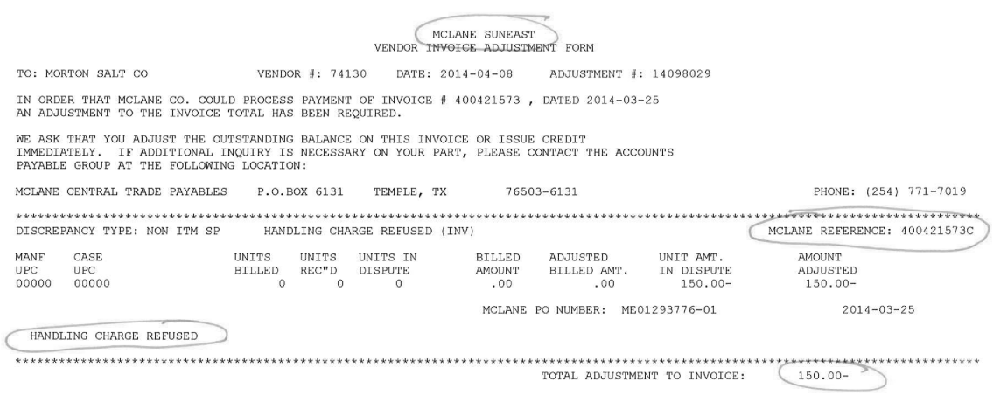 MCLANE SUNEAST
VENDOR INVOICE ADJUSTMENT FORM
TO: MORTON SALT CO VENDOR #: 74130 DATE: 2014-04-08 ADJUSTMENT #: 14098029
IN ORDER THAT MCLANE CO. COULD PROCESS PAYMENT OF INVOICE # 400421573 , DATED 2014-03-25
AN ADJUSTMENT TO THE INVOICE TOTAL HAS BEEN REQUIRED.
WE ASK THAT YOU ADJUST THE OUTSTANDING BALANCE ON THIS INVOICE OR ISSUE CREDIT
IMMEDIATELY. IF ADDITIONAL INQUIRY IS NECESSARY ON YOUR PART, PLEASE CONTACT THE ACCOUNTS
PAYABLE GROUP AT THE FOLLOWING LOCATION:
MCLANE CENTRAL TRADE PAYABLES P.O.BOX 6131 TEMPLE, TX 76503-6131 PHONE: (254) 771-7019
DISCREPANCY TYPE: NON ITM SP HANDLING CHARGE REFUSED (INV) MCLANE REFERENCE: 400421573C
MANF CASE UNITS UNITS UNITS IN BILLED ADJUSTED UNIT AMT. AMOUNT
UPC UPC BILLED REC"D DISPUTE AMOUNT BILLED AMT. IN DISPUTE ADJUSTED
00000 00000 0 0 0 .00 .00 150.00- 150.00-
MCLANE PO NUMBER: ME01293776-01 2014-03-25
HANDLING CHARGE REFUSED
TOTAL ADJUSTMENT TO INVOICE: 150.00-